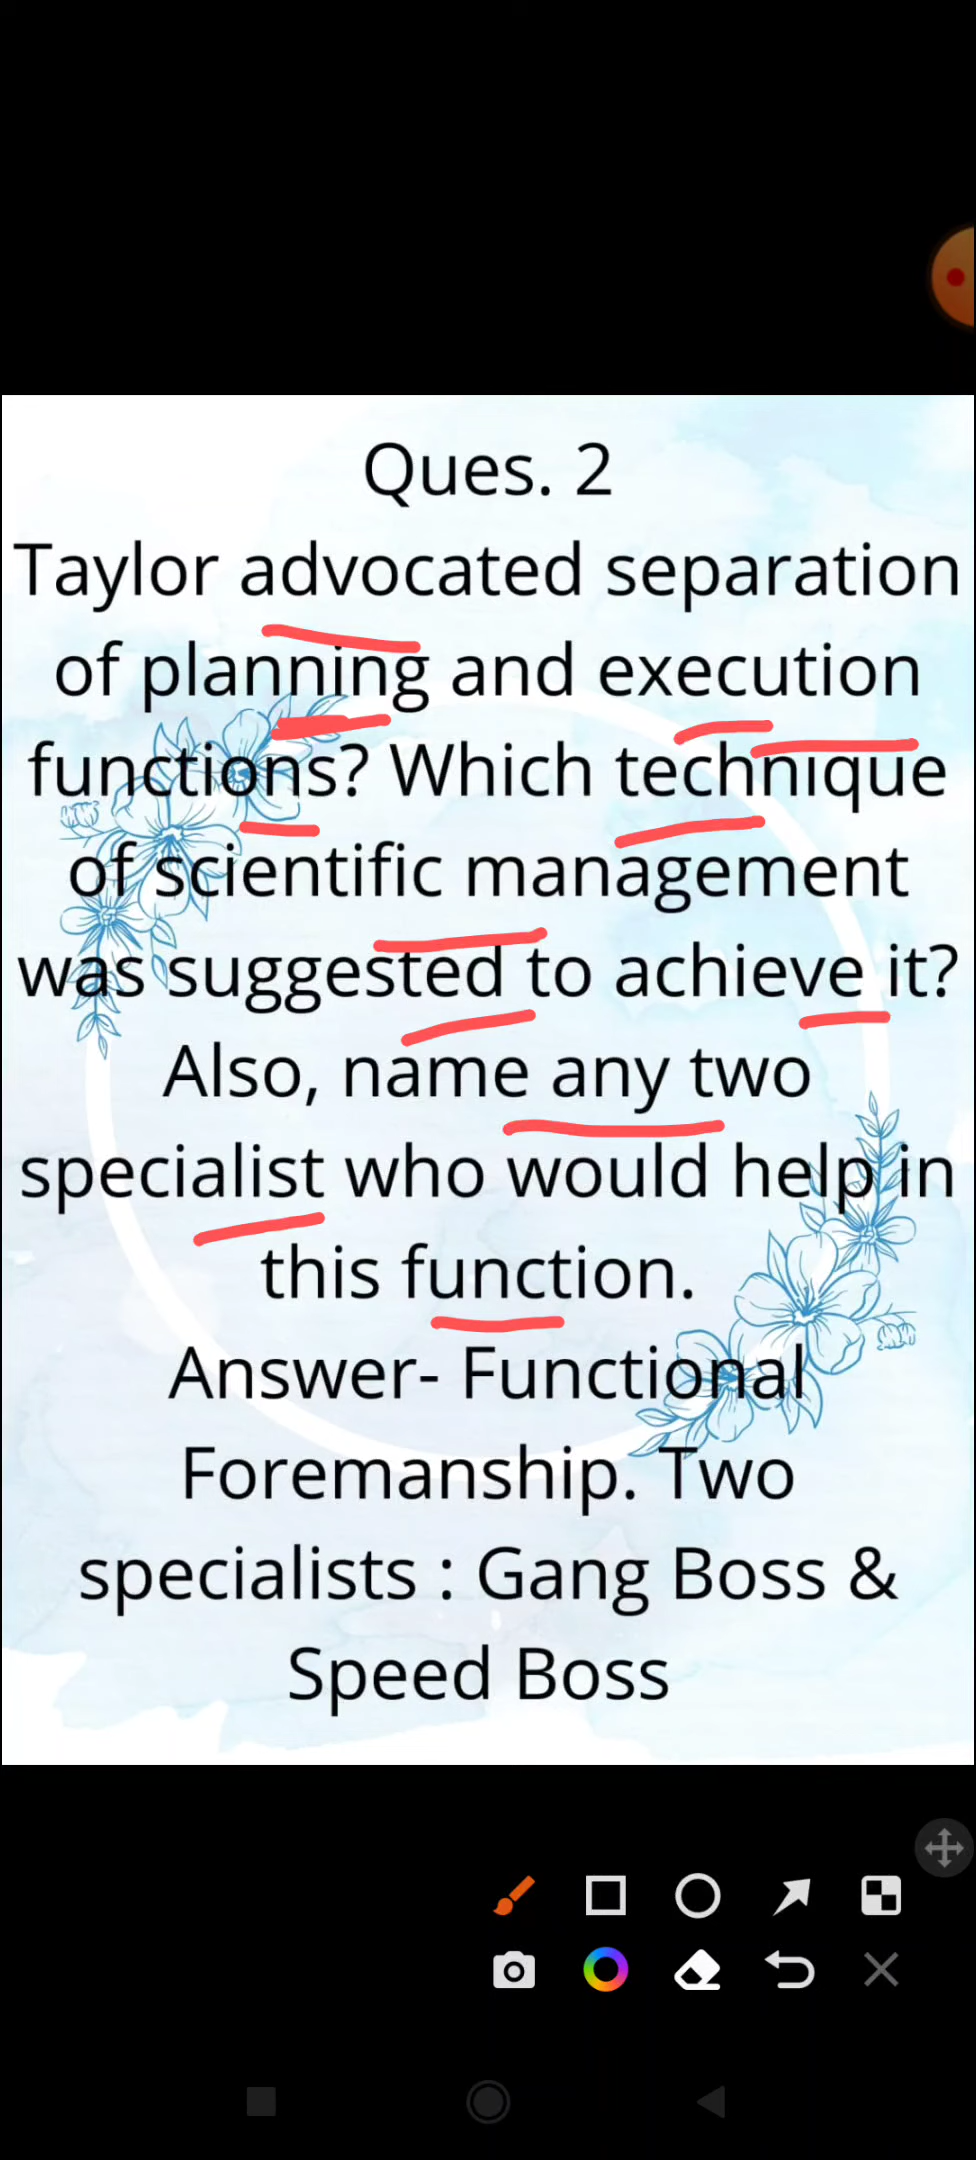 Ques. 2
Taylor advocated separation
of planning and execution
functions? Which technique
of scientific management
was suggested to achieve it?
Also, name any two
specialist who would help in
this function.
Answer- Functional
Foremanship. Two
specialists : Gang Boss &
Speed Boss